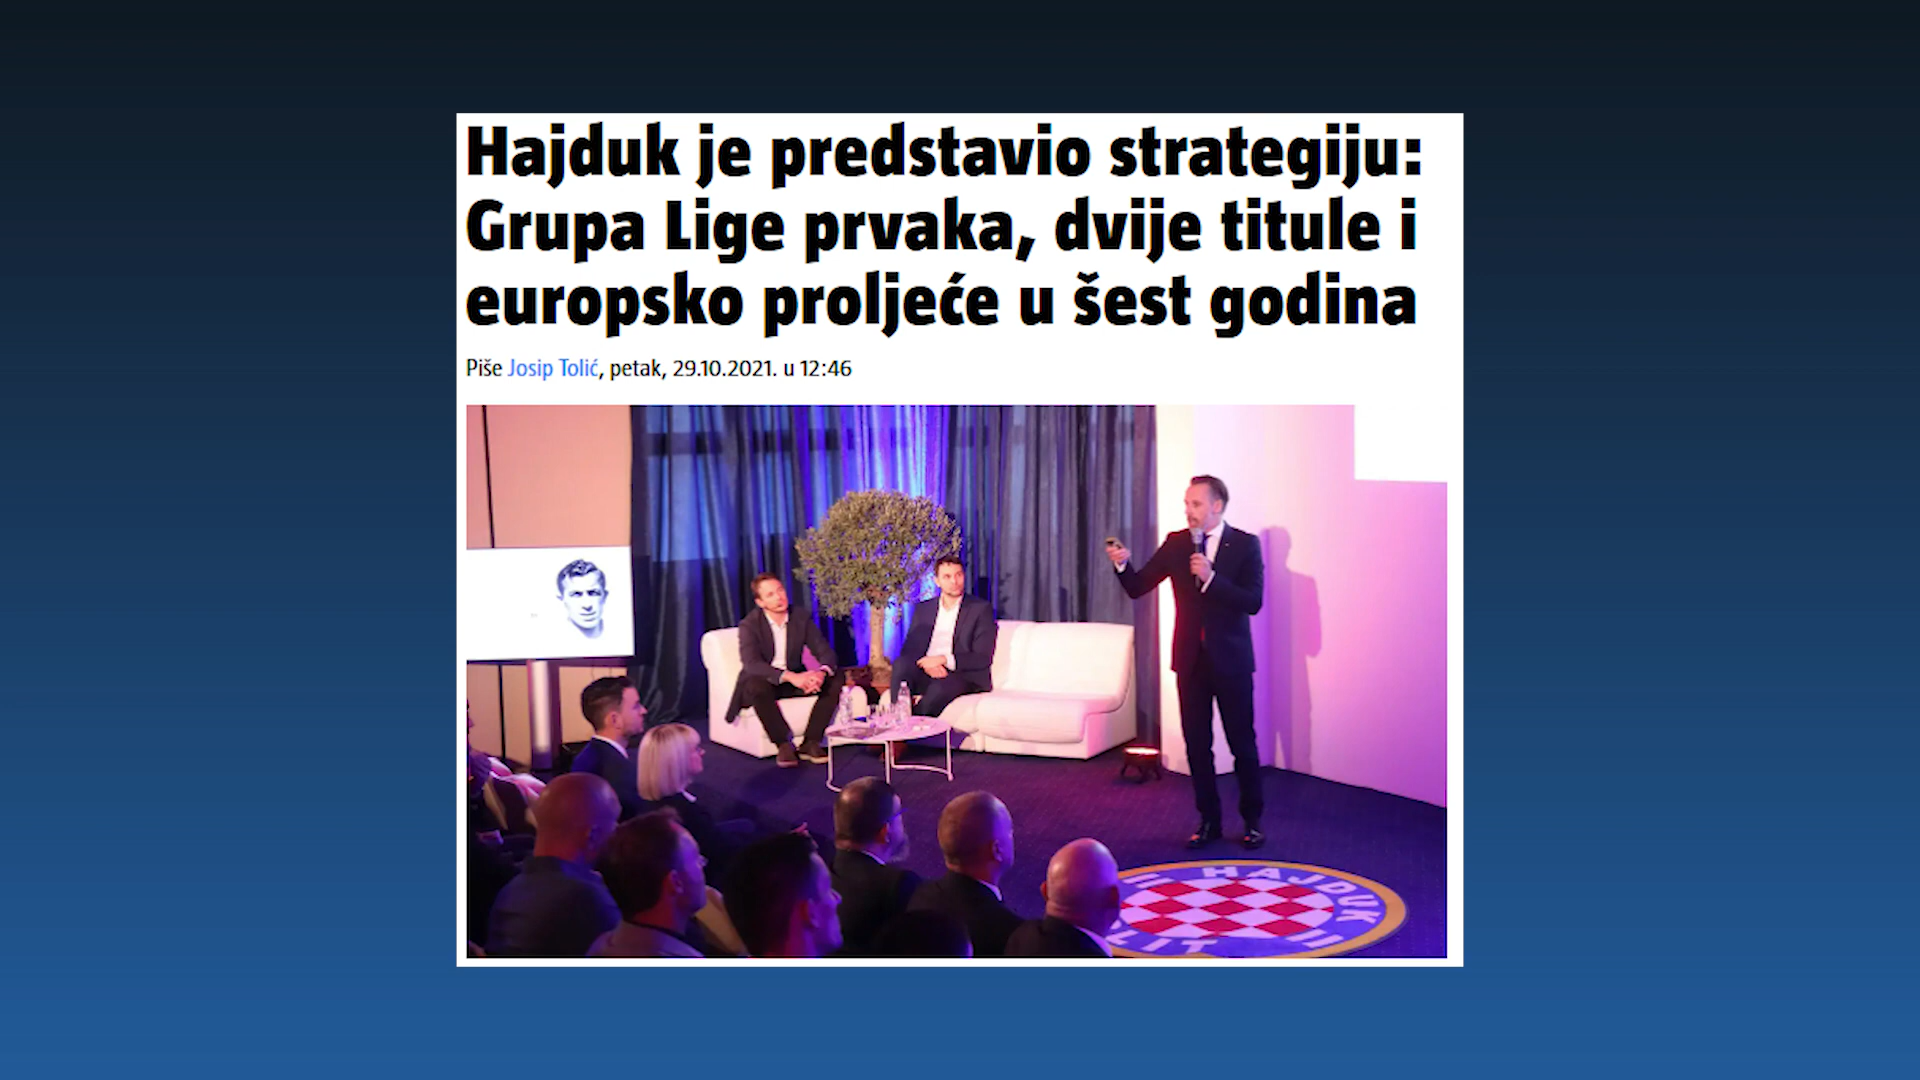 Hajduk je predstavio strategiju:
Grupa Lige prvaka, dvije titule i
europsko proljeće u šest godina
Piše Josip Tolić, petak, 29.10.2021. u 12:46
HAJDUK
LIT